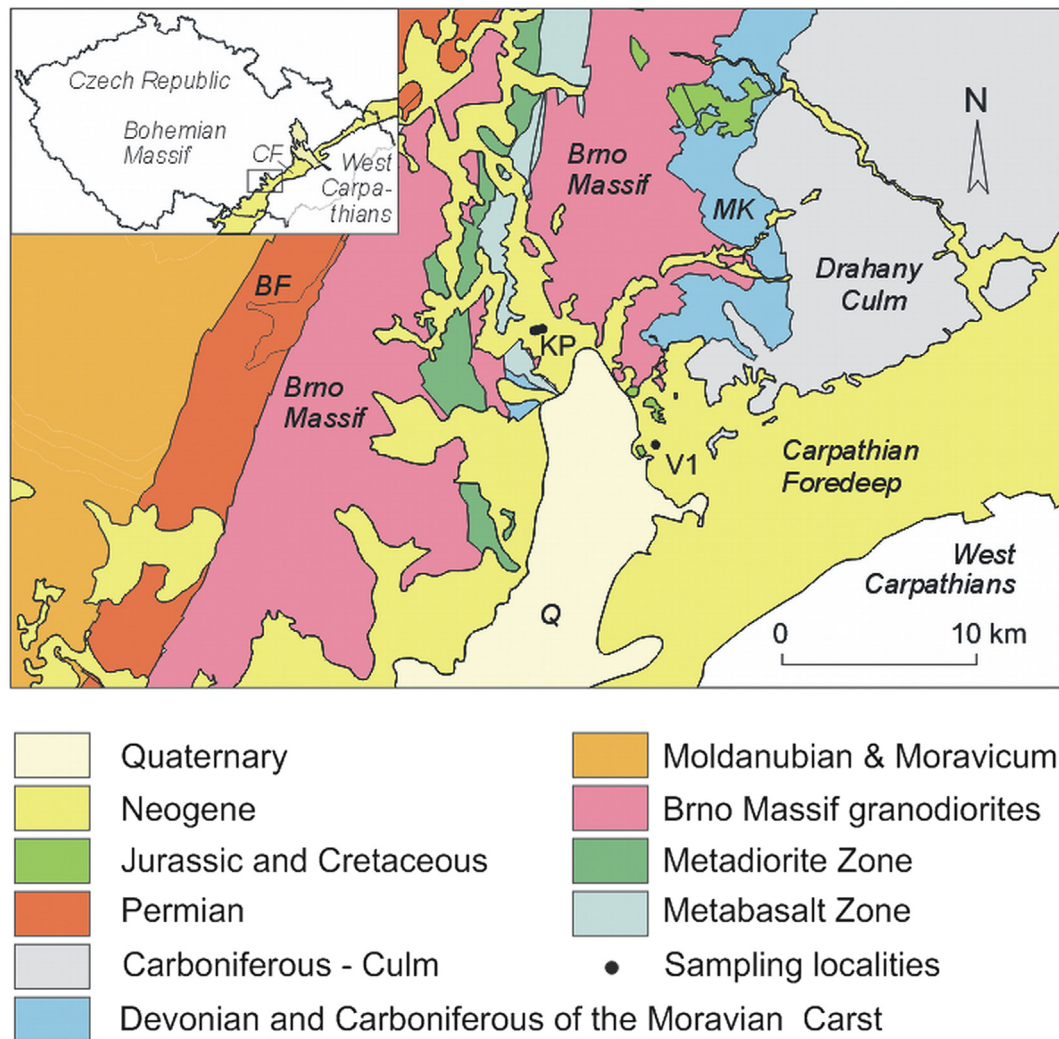 Czech Republic
Bohemian
Massif
CF
West
Carpa-
thians
N
Brno
Massif
MK
BF
Drahany
Culm
KP
Brno
Massif
V1
Carpathian
Foredeep
West
Carpathians
Q
0 10 km
Quaternary
Neogene
Jurassic and Cretaceous
Permian
Carboniferous - Culm
Devonian and Carboniferous of the Moravian Carst
Moldanubian & Moravicum
Brno Massif granodiorites
Metadiorite Zone
Metabasalt Zone
Sampling localities